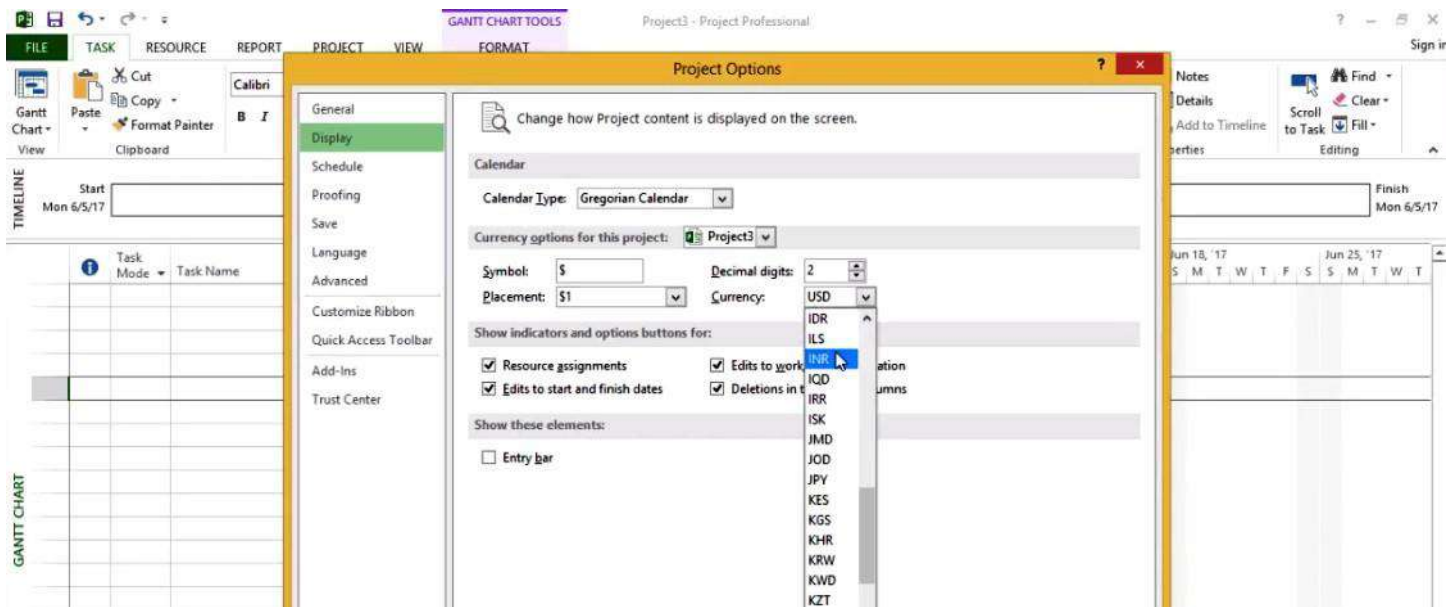 GANTT CHART TOOLS
Project3 - Project Professional
?
FILE TASK RESOURCE REPORT PROJECT VIEW FORMAT
Sign in
Project Options ?
Cut
Copy
Format Painter
Paste
Gantt
Chart
View
Clipboard
Calibri
B I
Notes
Details
Add to Timeline
Scroll
to Task
Find
Clear
Fill
Editing
TIMELINE
Start
Mon 6/5/17
Finish
Mon 6/5/17
General
Display
Schedule
Proofing
Save
Language
Advanced
Customize Ribbon
Quick Access Toolbar
Add-Ins
Trust Center
Change how Project content is displayed on the screen.
Calendar
Calendar Type: Gregorian Calendar
Currency options for this project: Project3
Symbol: $
Decimal digits: 2
Placement: $1
Currency: USD
IDR
ILS
INR
IQD
IRR
ISK
JMD
JOD
JPY
KES
KGS
KHR
KRW
KWD
KZT
Show indicators and options buttons for:
Resource assignments
Edits to work
Edits to start and finish dates
Deletions in
Show these elements:
Entry bar
Task
Mode
Task Name
Jun 18, '17
Jun 25, '17
S M T W T F S S M T W T
GANTT CHART